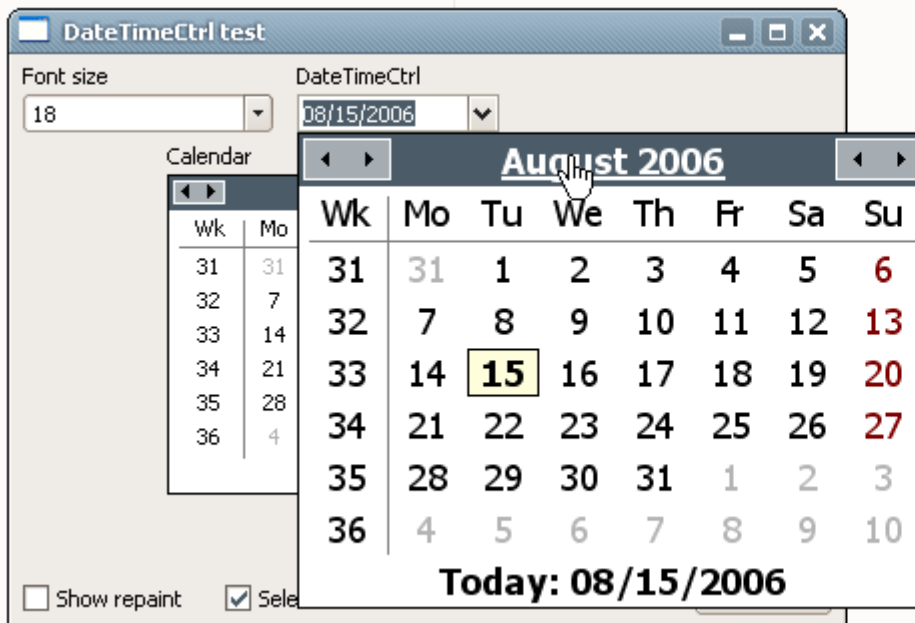 DateTimeCtrl test
Font size
DateTimeCtrl
18
08/15/2006
Calendar
August 2006
Wk Mo Tu We Th Fr Sa Su
31 31 1 2 3 4 5 6
32 7 8 9 10 11 12 13
33 14 15 16 17 18 19 20
34 21 22 23 24 25 26 27
35 28 29 30 31 1 2 3
36 4 5 6 7 8 9 10
Today: 08/15/2006
Wk Mo
31 31
32 7
33 14
34 21
35 28
36 4
Show repaint